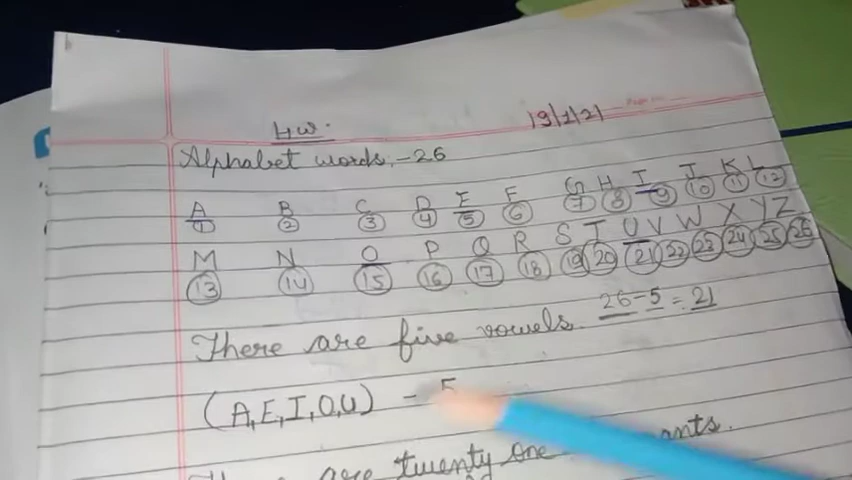 H.W.
19/1/21
Alphabet words, - 26
A B C D E F G H I J K L
1 2 3 4 5 6 7 8 9 10 11 12
M N O P Q R S T U V W X Y Z
13 14 15 16 17 18 19 20 21 22 23 24 25 26
There are five vowels. 26-5=21
(A,E,I,O,U) - 5
are twenty one